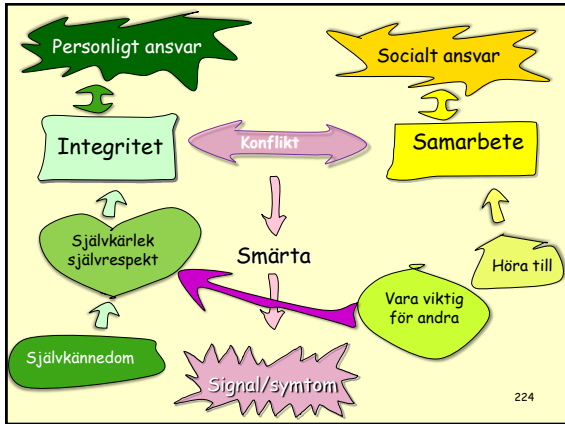 Personligt ansvar
Socialt ansvar
Integritet
Konflikt
Samarbete
Självkärlek
självrespekt
Smärta
Höra till
Vara viktig
för andra
Självkännedom
Signal/symtom
224